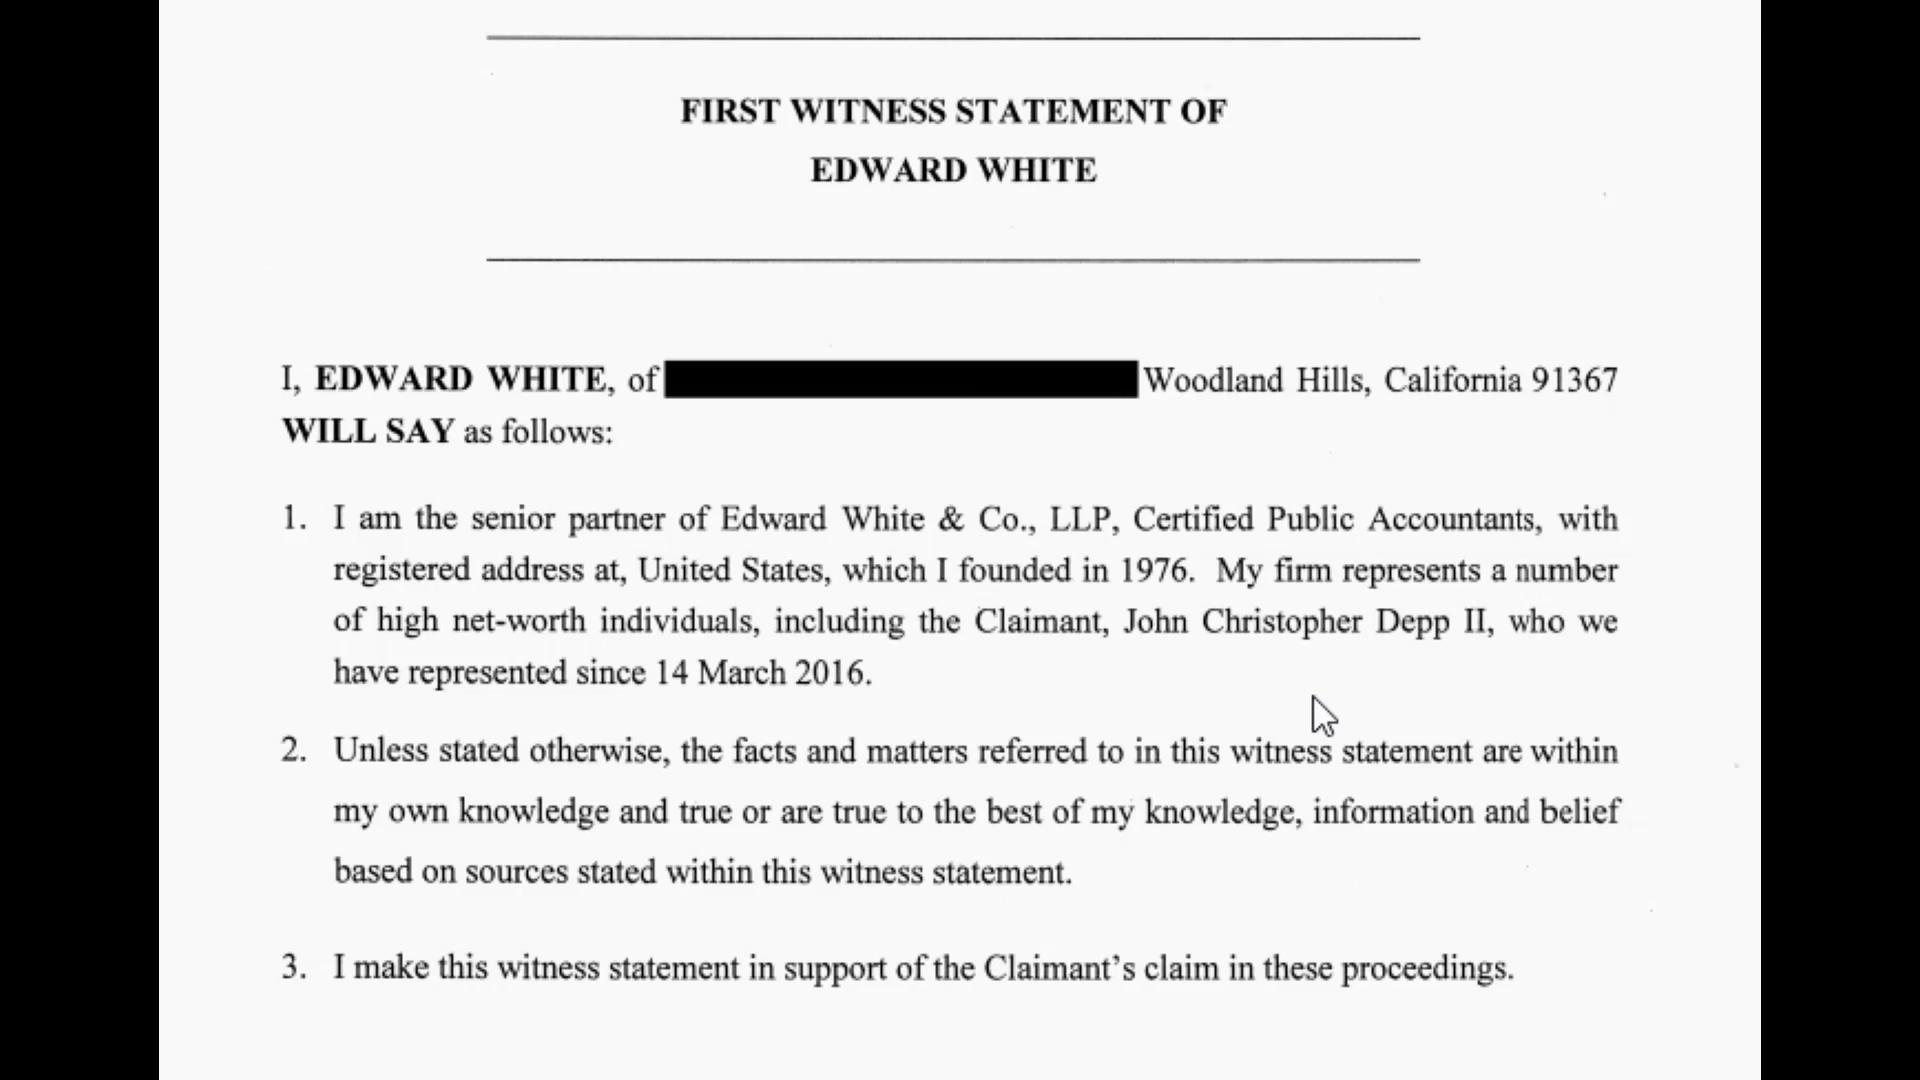 FIRST WITNESS STATEMENT OF
EDWARD WHITE
I, EDWARD WHITE, of Woodland Hills, California 91367
WILL SAY as follows:
1. I am the senior partner of Edward White & Co., LLP, Certified Public Accountants, with
registered address at, United States, which I founded in 1976. My firm represents a number
of high net-worth individuals, including the Claimant, John Christopher Depp II, who we
have represented since 14 March 2016.
2. Unless stated otherwise, the facts and matters referred to in this witness statement are within
my own knowledge and true or are true to the best of my knowledge, information and belief
based on sources stated within this witness statement.
3. I make this witness statement in support of the Claimant’s claim in these proceedings.